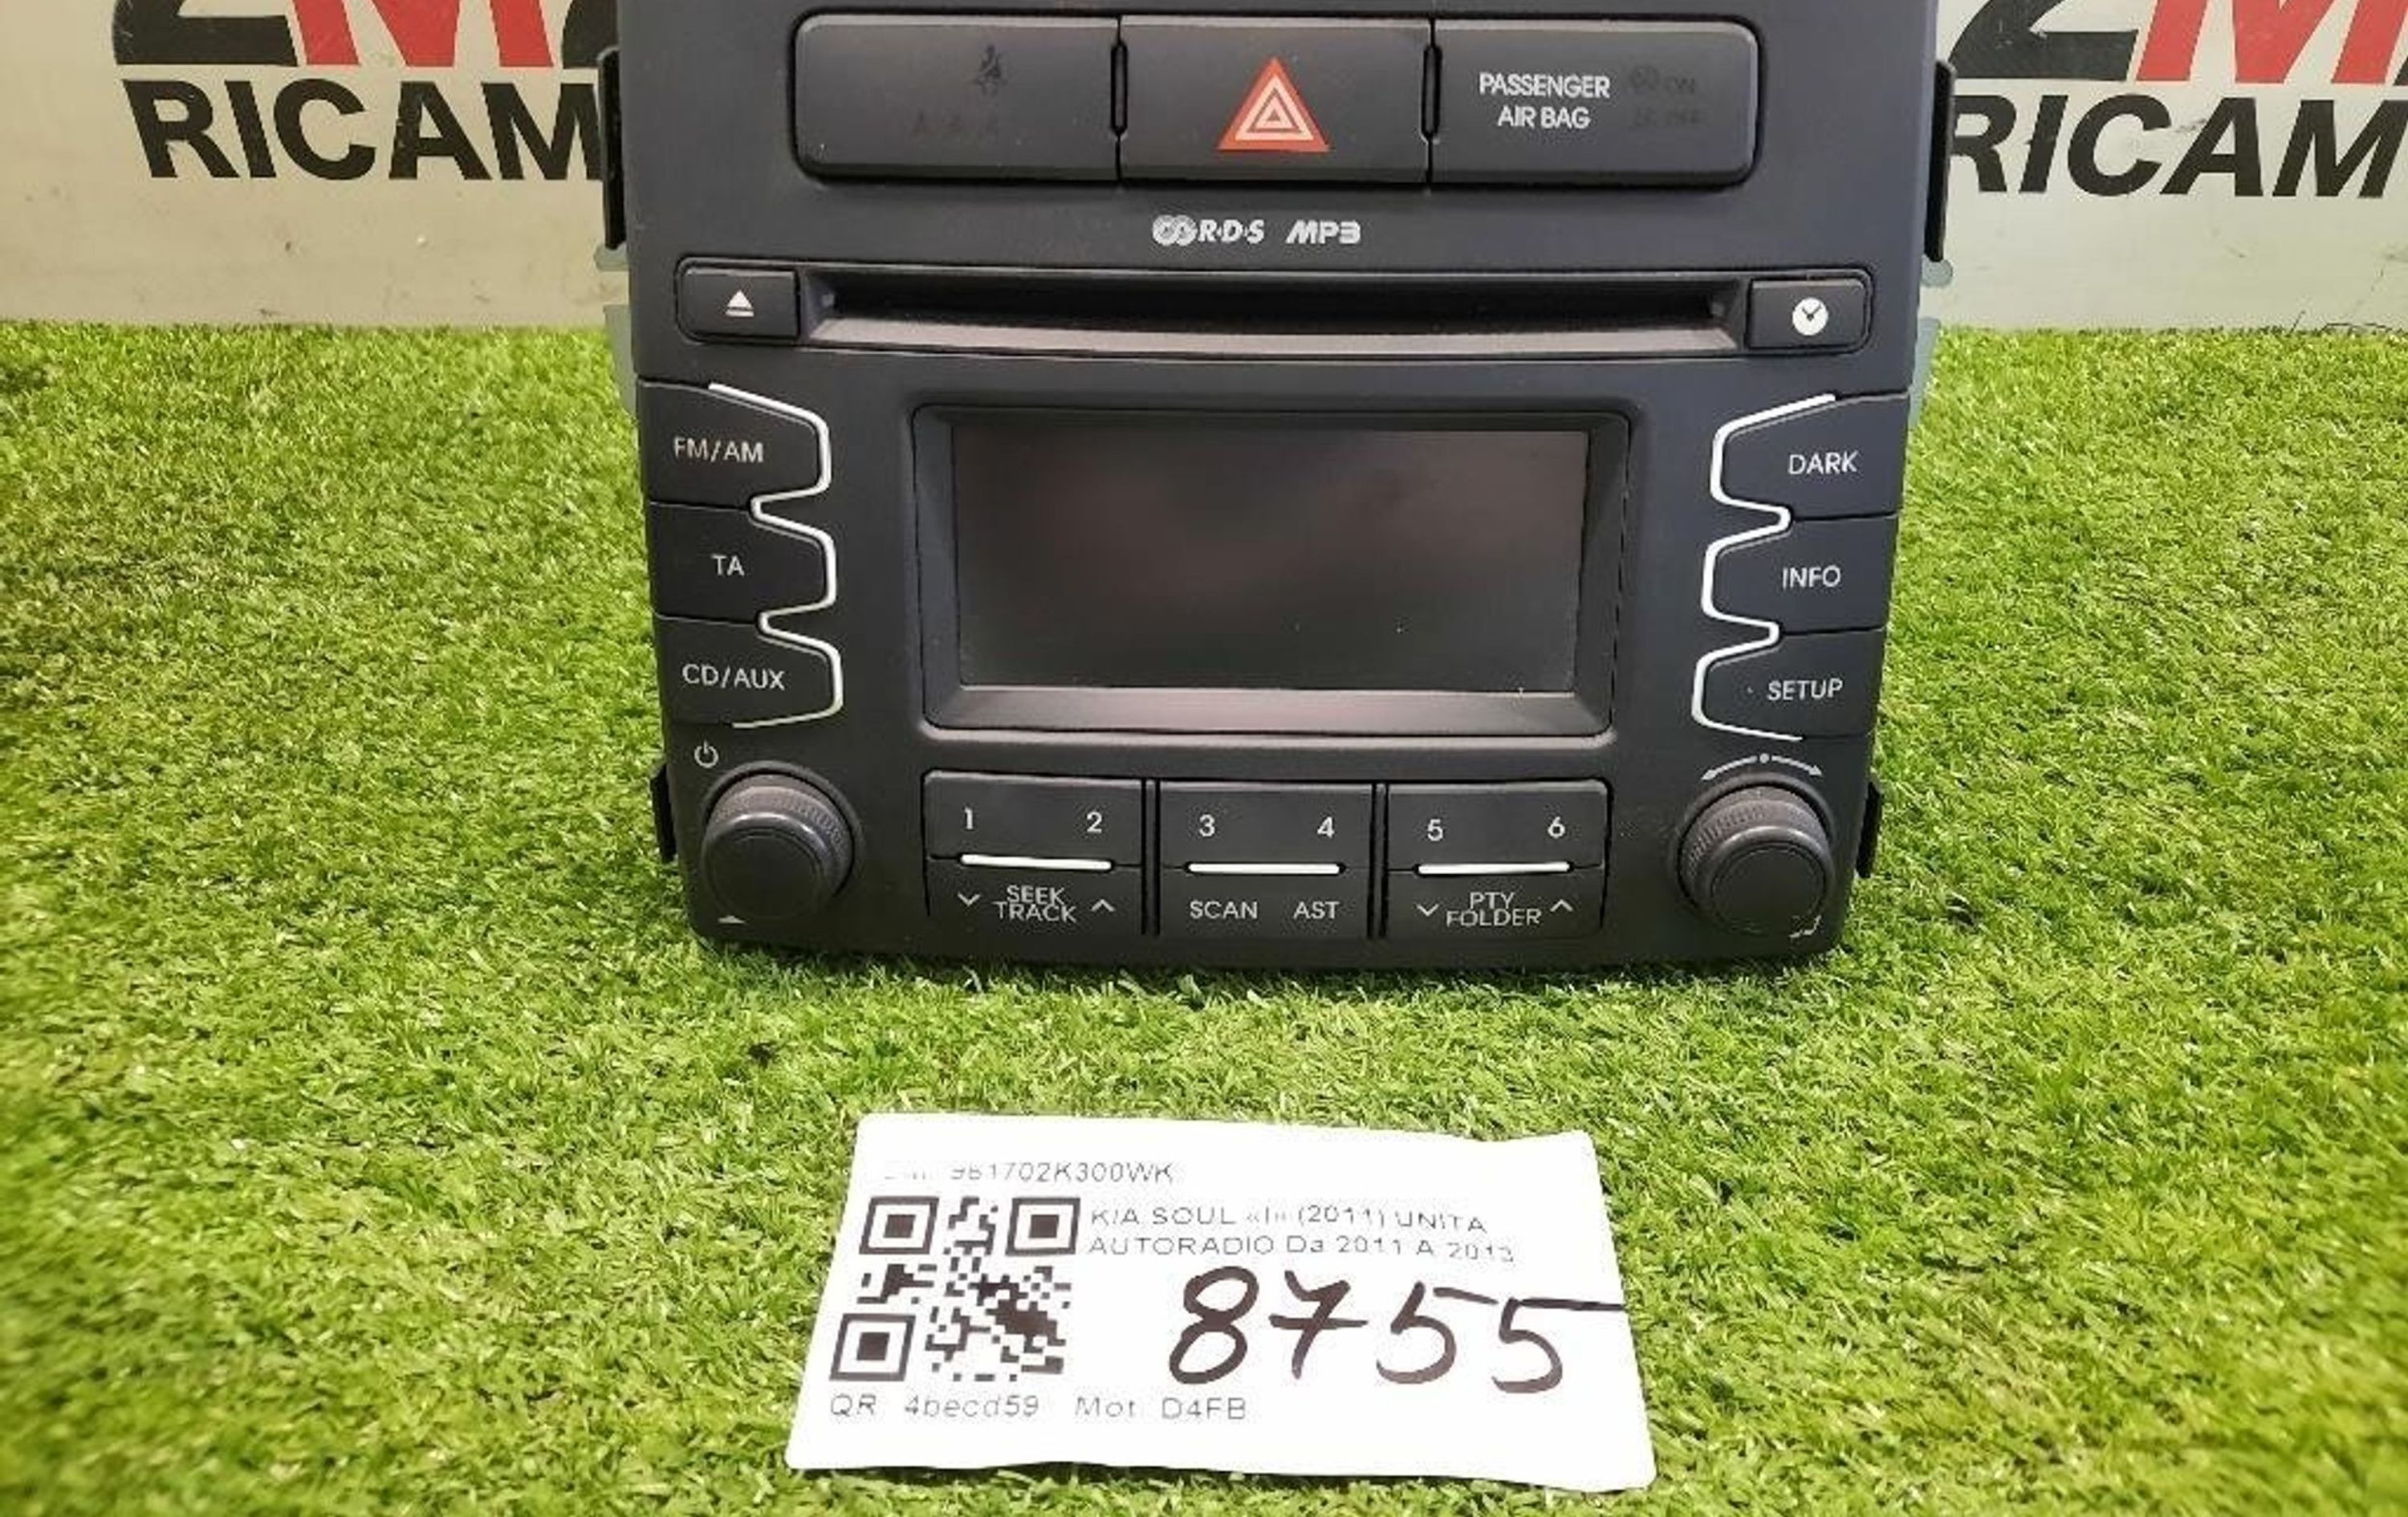 RICAM
RICAM
PASSENGER
AIR BAG
R·D·S MP3
FM/AM
DARK
TA
INFO
CD/AUX
SETUP
1 2 3 4 5 6
SEEK
TRACK
SCAN AST
PTY
FOLDER
981702K300WK
KIA SOUL «I» (2011) UNITA
AUTORADIO Da 2011 A 2013
8755
QR: 4becd59 Mot: D4FB